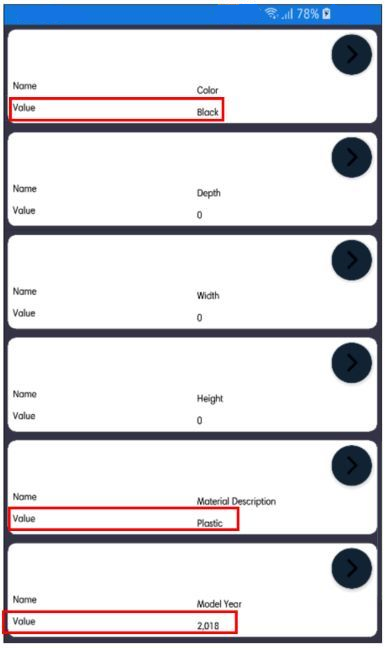 78%
Name Color
Value Black
Name Depth
Value 0
Name Width
Value 0
Name Height
Value 0
Name Material Description
Value Plastic
Name Model Year
Value 2,018